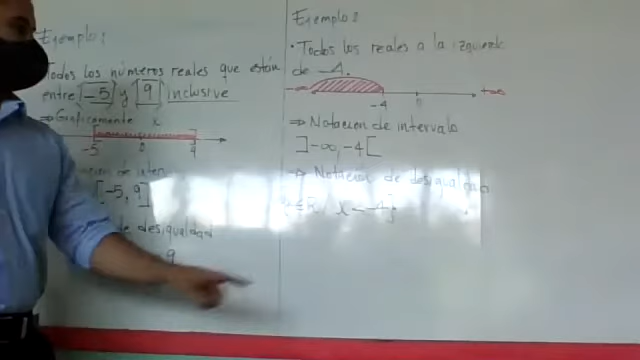 Ejemplo:
Todos los números reales que están
entre -5 y 9 inclusive
⇒ Gráficamente x
-5 0 9
[-5, 9]
de desigualdad
9
Ejemplo:
• Todos los reales a la izquierda
de -4.
-∞ -4 0 +∞
⇒ Notación de intervalo
]-∞, -4[
⇒ Notación de desigualdad